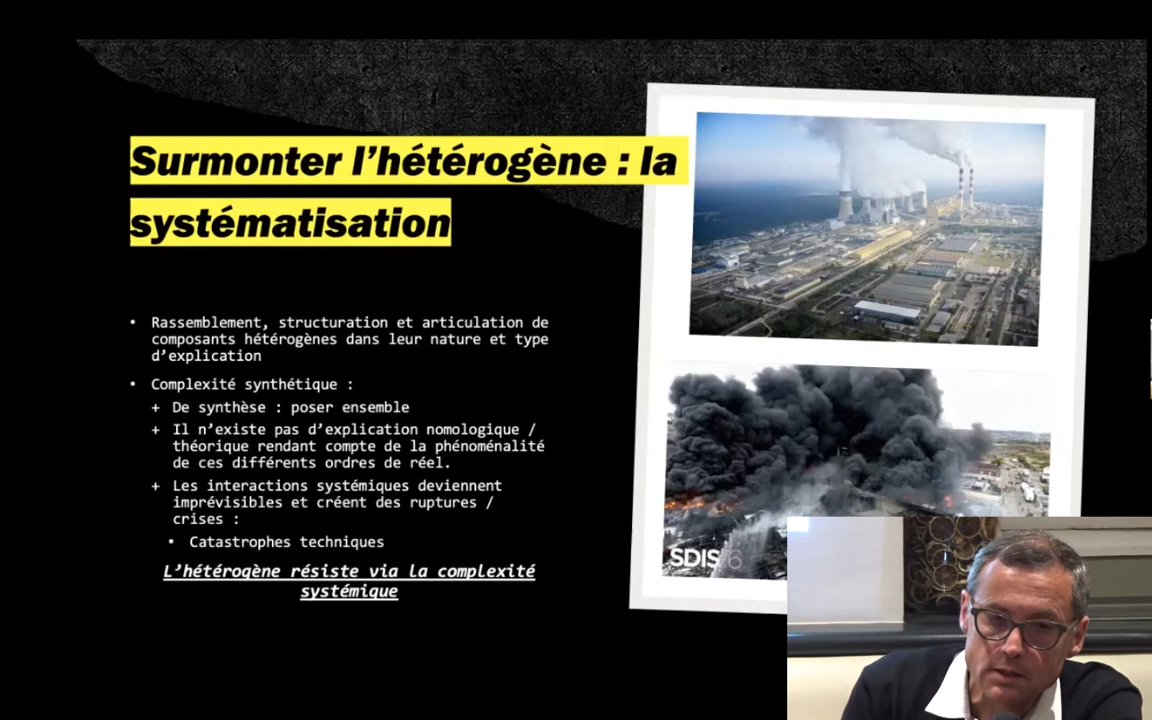 Surmonter l’hétérogène : la
systématisation
• Rassemblement, structuration et articulation de
composants hétérogènes dans leur nature et type
d’explication
• Complexité synthétique :
+ De synthèse : poser ensemble
+ Il n’existe pas d’explication nomologique /
théorique rendant compte de la phénoménalité
de ces différents ordres de réel.
+ Les interactions systémiques deviennent
imprévisibles et créent des ruptures /
crises :
• Catastrophes techniques
L’hétérogène résiste via la complexité
systémique
SDIS76